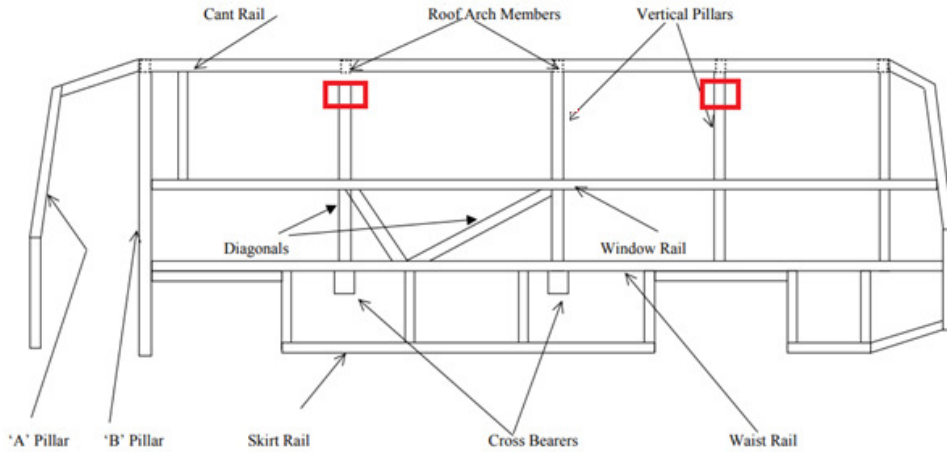 Cant Rail
Roof Arch Members
Vertical Pillars
Diagonals
Window Rail
‘A’ Pillar
‘B’ Pillar
Skirt Rail
Cross Bearers
Waist Rail